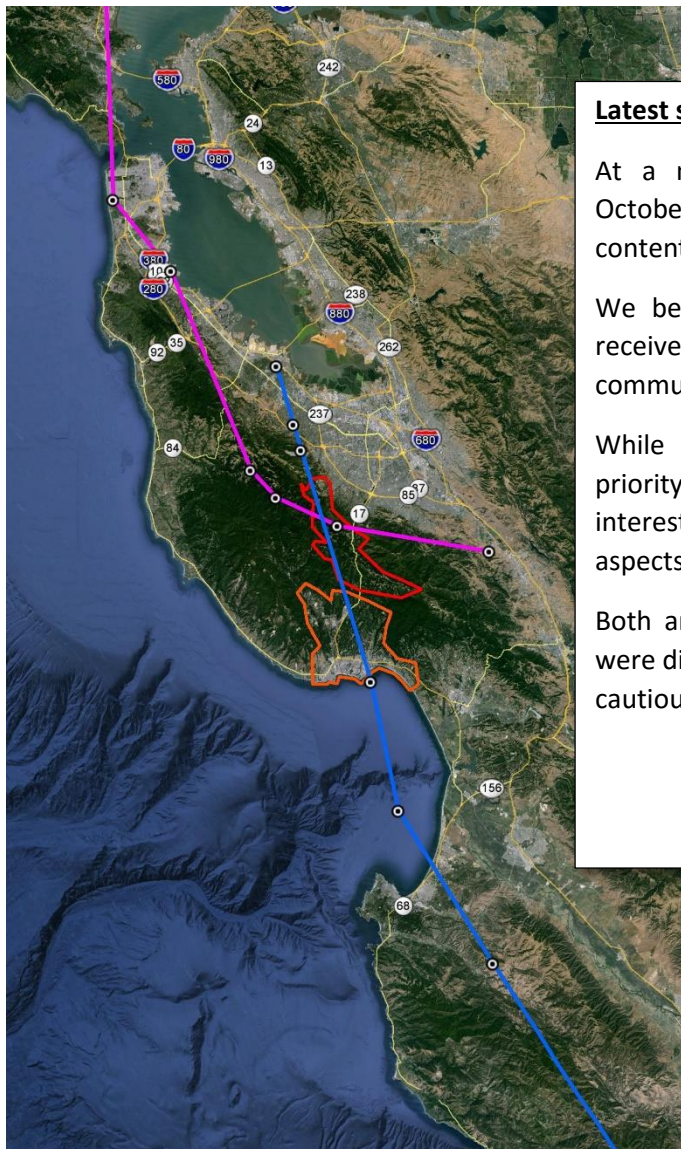 580
242
24
80
980
13
380
10
280
238
880
35
92
262
237
680
84
87
85
17
156
68
Latest s
At a
Octobe
content
We be
receive
commu
While
priority
interest
aspects
Both a
were di
cautiou